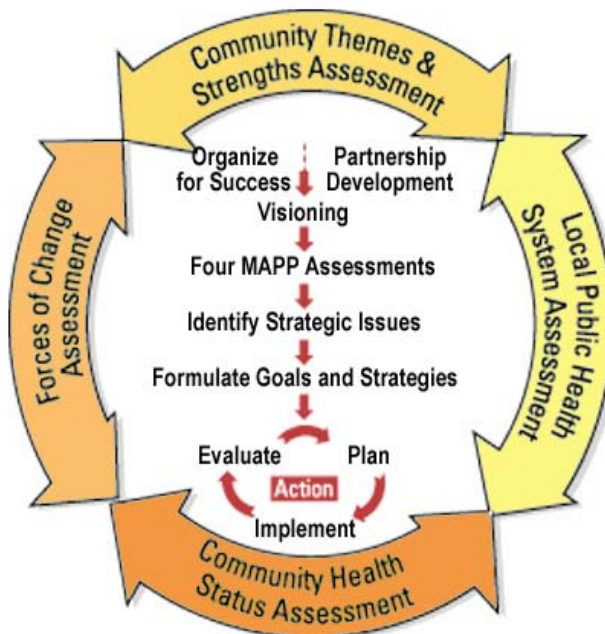 Community Themes &
Strengths Assessment
Organize
for Success
Partnership
Development
Visioning
Four MAPP Assessments
Identify Strategic Issues
Formulate Goals and Strategies
Evaluate
Plan
Action
Implement
Forces of Change
Assessment
Local Public Health
System Assessment
Community Health
Status Assessment